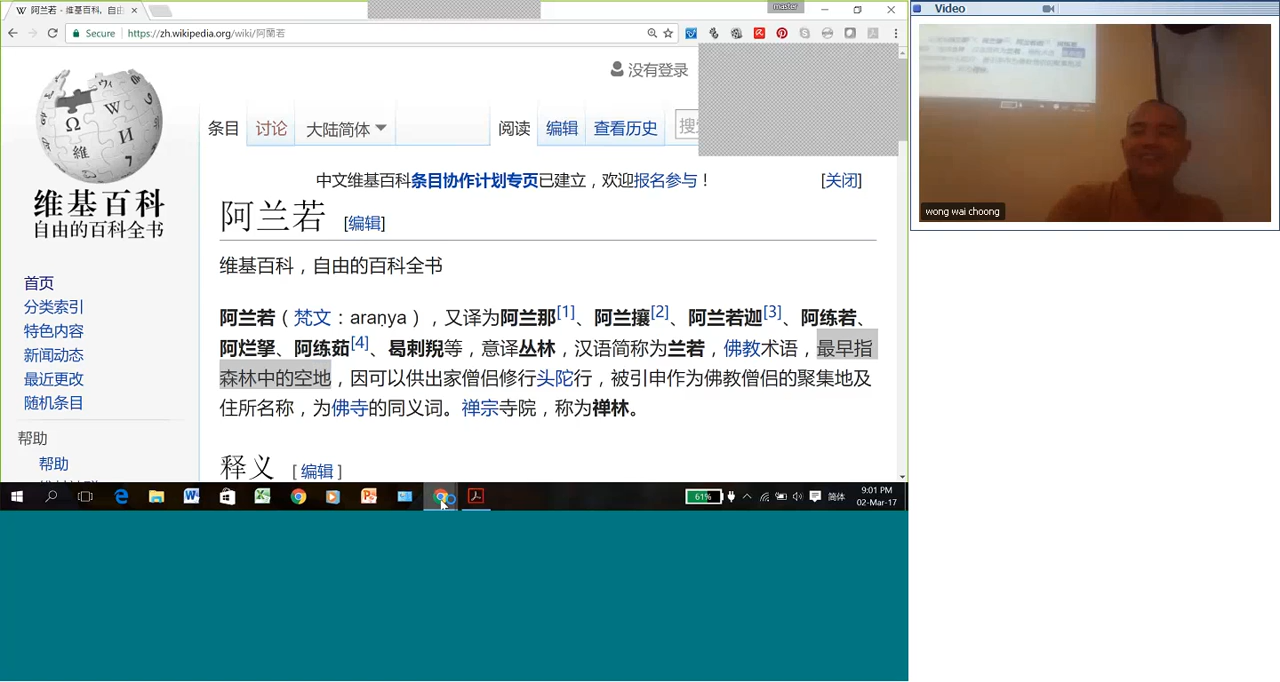 master
阿兰若 - 维基百科，自由
Secure
https://zh.wikipedia.org/wiki/阿蘭若
没有登录
条目
讨论
大陆简体
阅读
编辑
查看历史
维基百科
自由的百科全书
首页
分类索引
特色内容
新闻动态
最近更改
随机条目
帮助
帮助
中文维基百科条目协作计划专页已建立，欢迎报名参与！
[关闭]
阿兰若 [编辑]
维基百科，自由的百科全书
阿兰若（梵文：araṇya），又译为阿兰那[1]、阿兰攘[2]、阿兰若迦[3]、阿练若、
阿烂拏、阿练茹[4]、曷剌猊等，意译丛林，汉语简称为兰若，佛教术语，最早指
森林中的空地，因可以供出家僧侣修行头陀行，被引申作为佛教僧侣的聚集地及
住所名称，为佛寺的同义词。禅宗寺院，称为禅林。
释义 [编辑]
61%
简体
9:01 PM
02-Mar-17
Video
wong wai choong